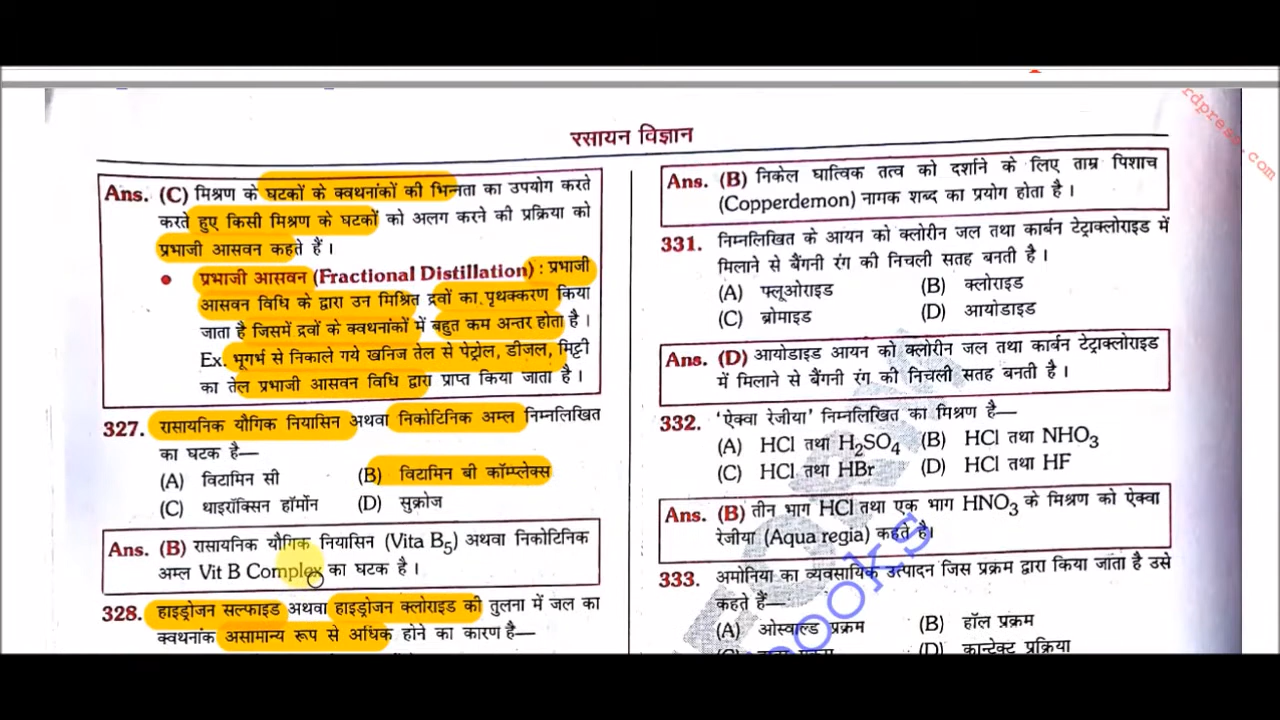 रसायन विज्ञान
Ans. (C) मिश्रण के घटकों के क्वथनांकों की भिन्नता का उपयोग करते
करते हुए किसी मिश्रण के घटकों को अलग करने की प्रक्रिया को
प्रभाजी आसवन कहते हैं।
• प्रभाजी आसवन (Fractional Distillation) : प्रभाजी
आसवन विधि के द्वारा उन मिश्रित द्रवों का पृथक्करण किया
जाता है जिसमें द्रवों के क्वथनांकों में बहुत कम अन्तर होता है।
Ex. भूगर्भ से निकाले गये खनिज तेल से पेट्रोल, डीजल, मिट्टी
का तेल प्रभाजी आसवन विधि द्वारा प्राप्त किया जाता है।
327. रासायनिक यौगिक नियासिन अथवा निकोटिनिक अम्ल निम्नलिखित
का घटक है—
(A) विटामिन सी (B) विटामिन बी कॉम्प्लेक्स
(C) थाइरॉक्सिन हॉर्मोन (D) सुक्रोज
Ans. (B) रासायनिक यौगिक नियासिन (Vita B5) अथवा निकोटिनिक
अम्ल Vit B Complex का घटक है।
328. हाइड्रोजन सल्फाइड अथवा हाइड्रोजन क्लोराइड की तुलना में जल का
क्वथनांक असामान्य रूप से अधिक होने का कारण है—
Ans. (B) निकेल घात्विक तत्व को दर्शाने के लिए ताम्र पिशाच
(Copperdemon) नामक शब्द का प्रयोग होता है।
331. निम्नलिखित के आयन को क्लोरीन जल तथा कार्बन टेट्राक्लोराइड में
मिलाने से बैंगनी रंग की निचली सतह बनती है।
(A) फ्लूओराइड (B) क्लोराइड
(C) ब्रोमाइड (D) आयोडाइड
Ans. (D) आयोडाइड आयन को क्लोरीन जल तथा कार्बन टेट्राक्लोराइड
में मिलाने से बैंगनी रंग की निचली सतह बनती है।
332. 'ऐक्वा रेजीया' निम्नलिखित का मिश्रण है—
(A) HCl तथा H2SO4 (B) HCl तथा NHO3
(C) HCl तथा HBr (D) HCl तथा HF
Ans. (B) तीन भाग HCl तथा एक भाग HNO3 के मिश्रण को ऐक्वा
रेजीया (Aqua regia) कहते है।
333. अमोनिया का व्यवसायिक उत्पादन जिस प्रक्रम द्वारा किया जाता है उसे
कहते हैं—
(A) ओस्वाल्ड प्रक्रम (B) हॉल प्रक्रम
(D) कान्टेक्ट प्रक्रिया
rdpress.com
ooks